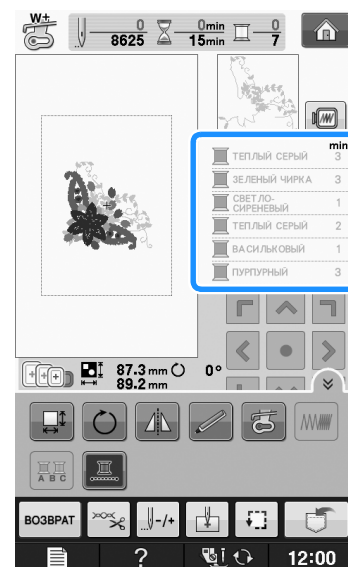 W+
0 0min 0
8625 15min 7
min
ТЕПЛЫЙ СЕРЫЙ 3
ЗЕЛЕНЫЙ ЧИРКА 3
СВЕТЛО-
СИРЕНЕВЫЙ 1
ТЕПЛЫЙ СЕРЫЙ 2
ВАСИЛЬКОВЫЙ 1
ПУРПУРНЫЙ 3
87.3 mm 0°
89.2 mm
A B C
ВОЗВРАТ -/+
? 12:00